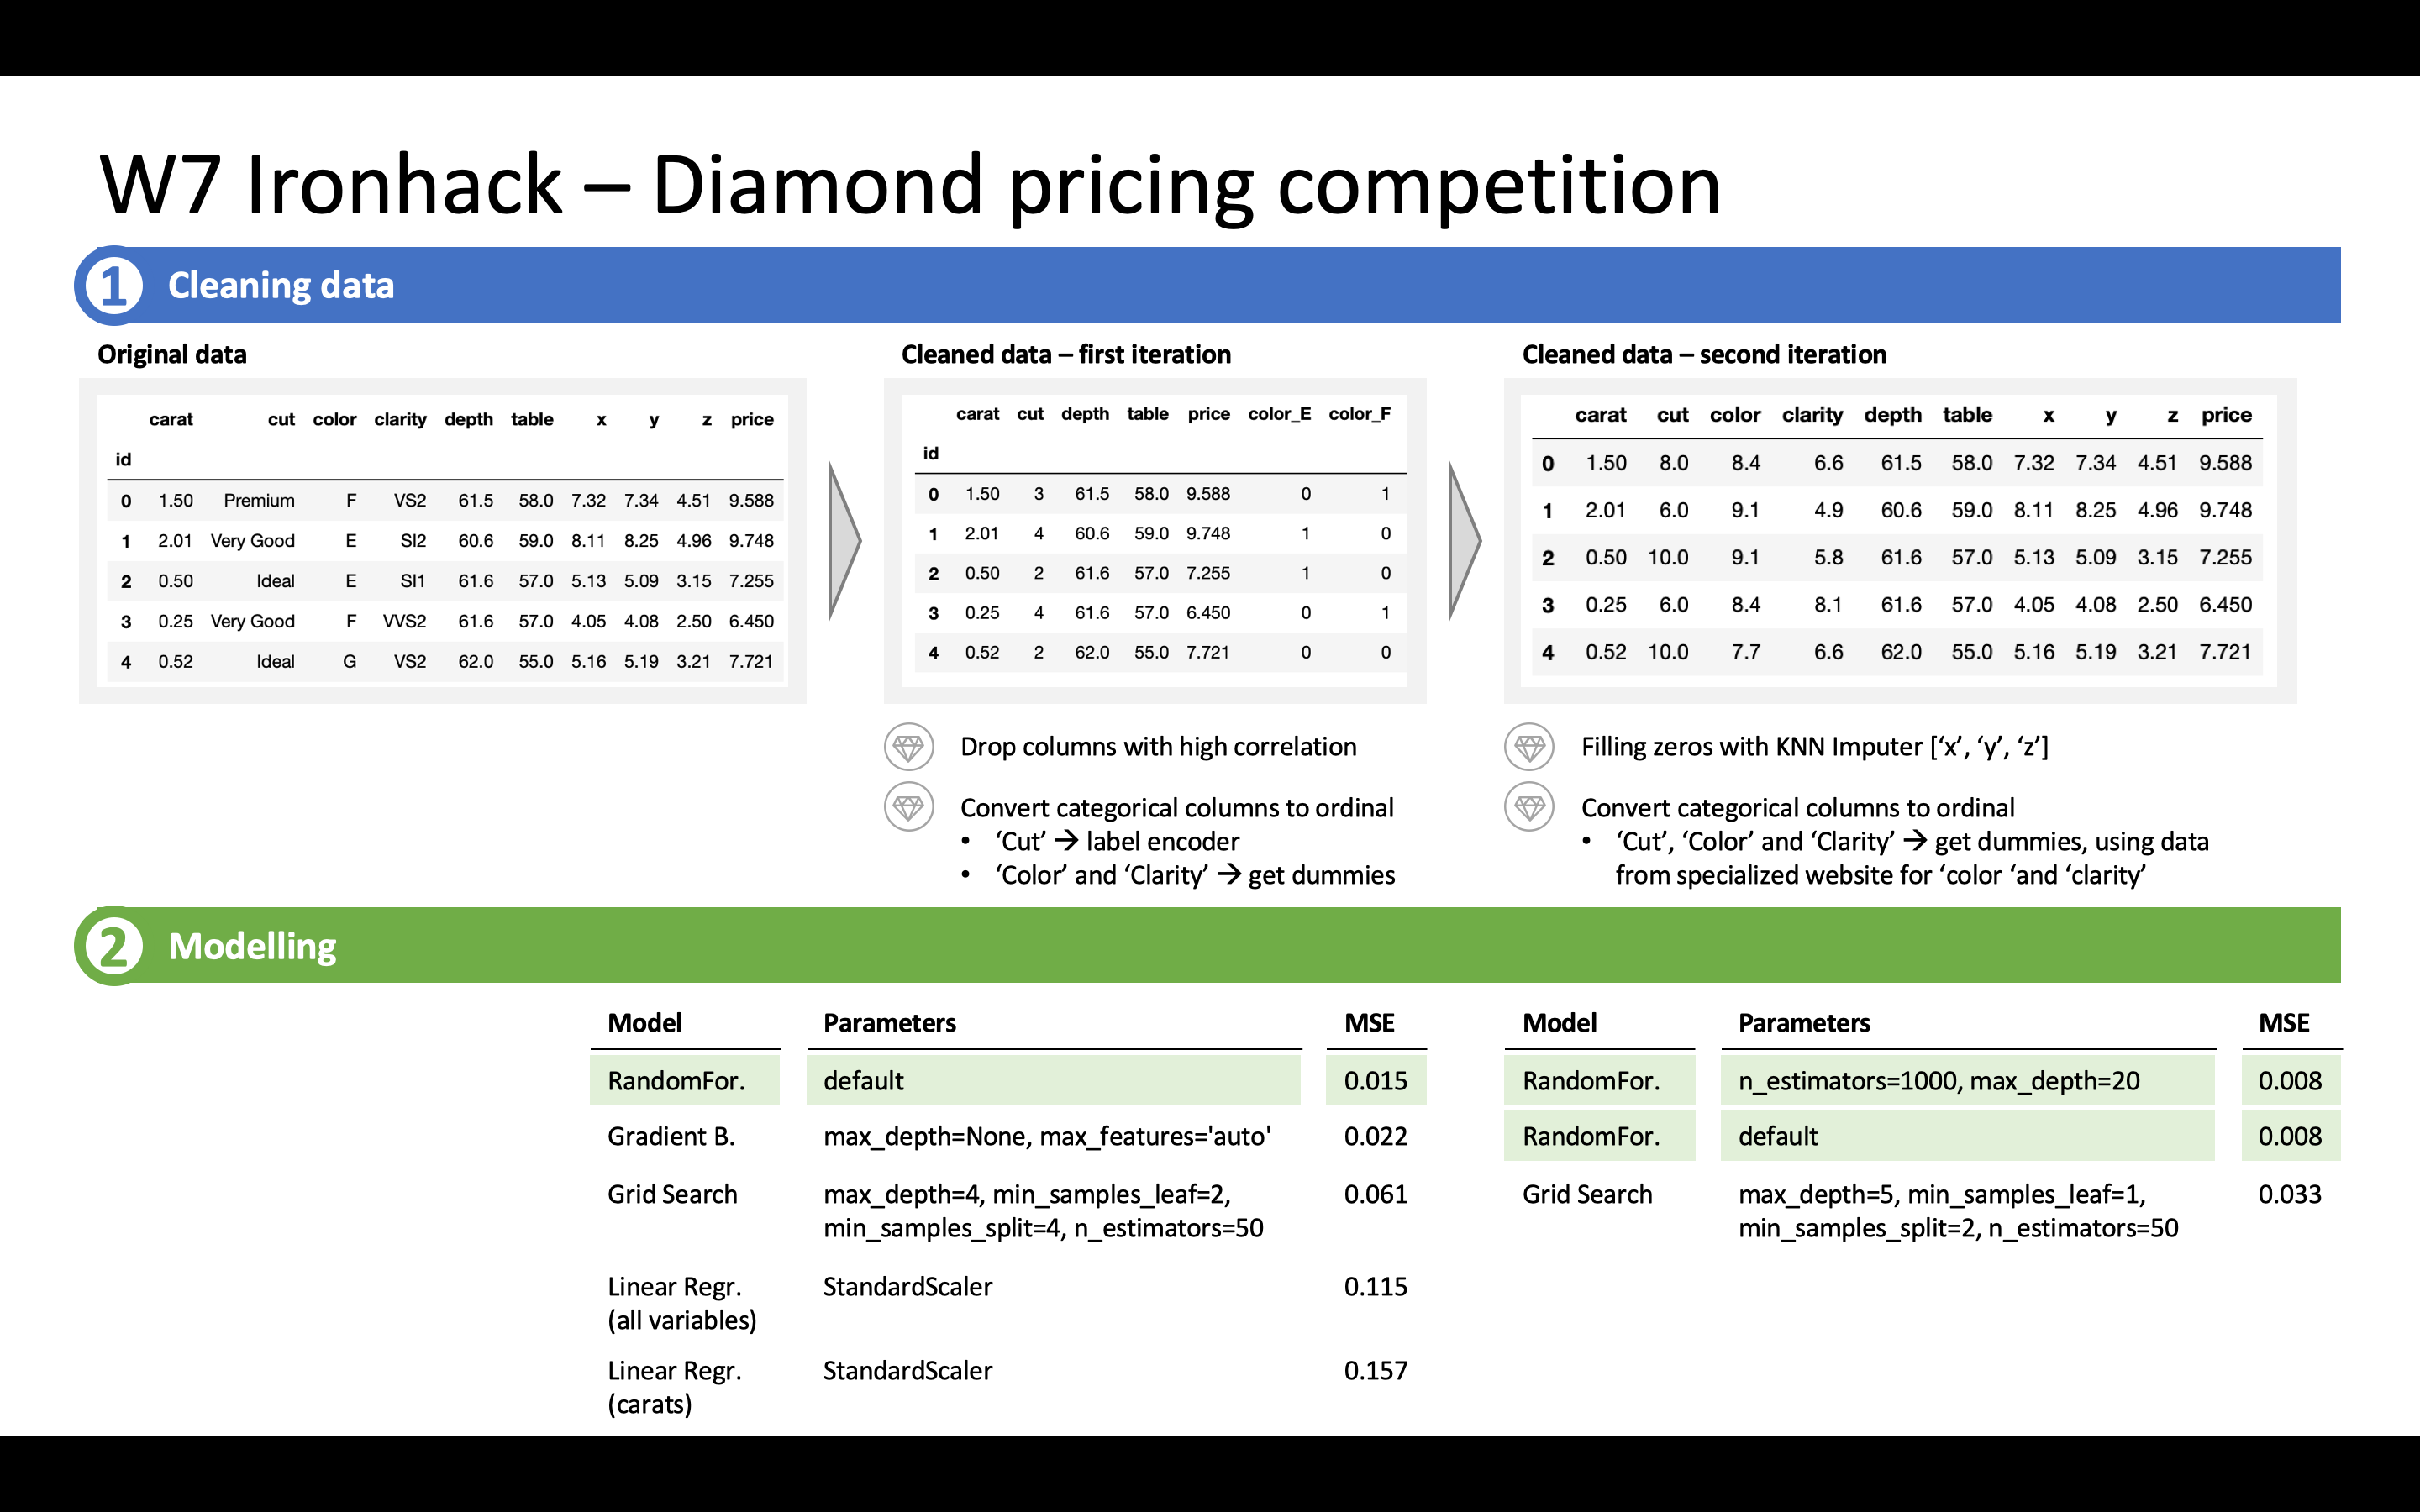 W7 Ironhack – Diamond pricing competition
1 Cleaning data
Original data
carat cut color clarity depth table x y z price
id
0 1.50 Premium F VS2 61.5 58.0 7.32 7.34 4.51 9.588
1 2.01 Very Good E SI2 60.6 59.0 8.11 8.25 4.96 9.748
2 0.50 Ideal E SI1 61.6 57.0 5.13 5.09 3.15 7.255
3 0.25 Very Good F VVS2 61.6 57.0 4.05 4.08 2.50 6.450
4 0.52 Ideal G VS2 62.0 55.0 5.16 5.19 3.21 7.721
Cleaned data – first iteration
carat cut depth table price color_E color_F
id
0 1.50 3 61.5 58.0 9.588 0 1
1 2.01 4 60.6 59.0 9.748 1 0
2 0.50 2 61.6 57.0 7.255 1 0
3 0.25 4 61.6 57.0 6.450 0 1
4 0.52 2 62.0 55.0 7.721 0 0
Drop columns with high correlation
Convert categorical columns to ordinal
• ‘Cut’ → label encoder
• ‘Color’ and ‘Clarity’ → get dummies
Cleaned data – second iteration
carat cut color clarity depth table x y z price
0 1.50 8.0 8.4 6.6 61.5 58.0 7.32 7.34 4.51 9.588
1 2.01 6.0 9.1 4.9 60.6 59.0 8.11 8.25 4.96 9.748
2 0.50 10.0 9.1 5.8 61.6 57.0 5.13 5.09 3.15 7.255
3 0.25 6.0 8.4 8.1 61.6 57.0 4.05 4.08 2.50 6.450
4 0.52 10.0 7.7 6.6 62.0 55.0 5.16 5.19 3.21 7.721
Filling zeros with KNN Imputer [‘x’, ‘y’, ‘z’]
Convert categorical columns to ordinal
• ‘Cut’, ‘Color’ and ‘Clarity’ → get dummies, using data
from specialized website for ‘color ‘and ‘clarity’
2 Modelling
Model Parameters MSE
RandomFor. default 0.015
Gradient B. max_depth=None, max_features='auto' 0.022
Grid Search max_depth=4, min_samples_leaf=2, 0.061
min_samples_split=4, n_estimators=50
Linear Regr. StandardScaler 0.115
(all variables)
Linear Regr. StandardScaler 0.157
(carats)
Model Parameters MSE
RandomFor. n_estimators=1000, max_depth=20 0.008
RandomFor. default 0.008
Grid Search max_depth=5, min_samples_leaf=1, 0.033
min_samples_split=2, n_estimators=50